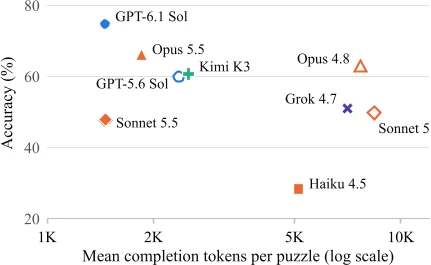 80
GPT-6.1 Sol
Opus 5.5
Opus 4.8
Kimi K3
60
GPT-5.6 Sol
Grok 4.7
Sonnet 5.5
Sonnet 5
40
Haiku 4.5
20
1K 2K 5K 10K
Mean completion tokens per puzzle (log scale)
Accuracy (%)